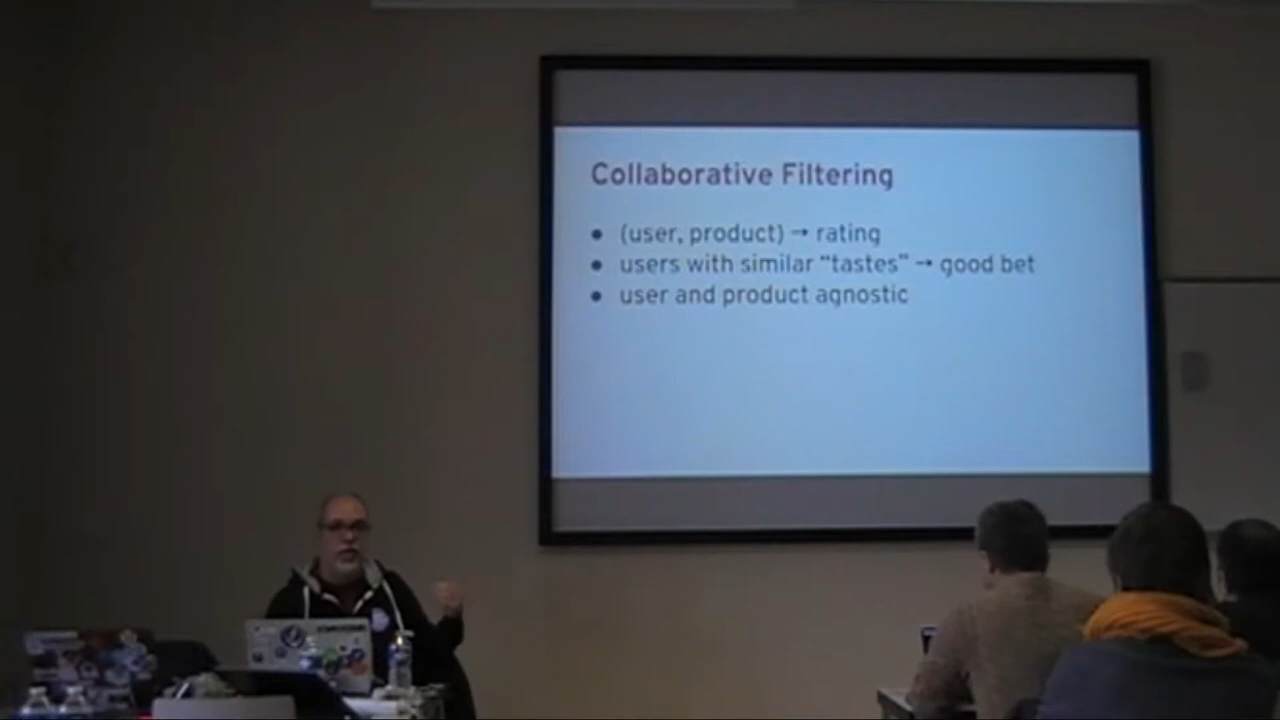 Collaborative Filtering
● (user, product) → rating
● users with similar “tastes” → good bet
● user and product agnostic